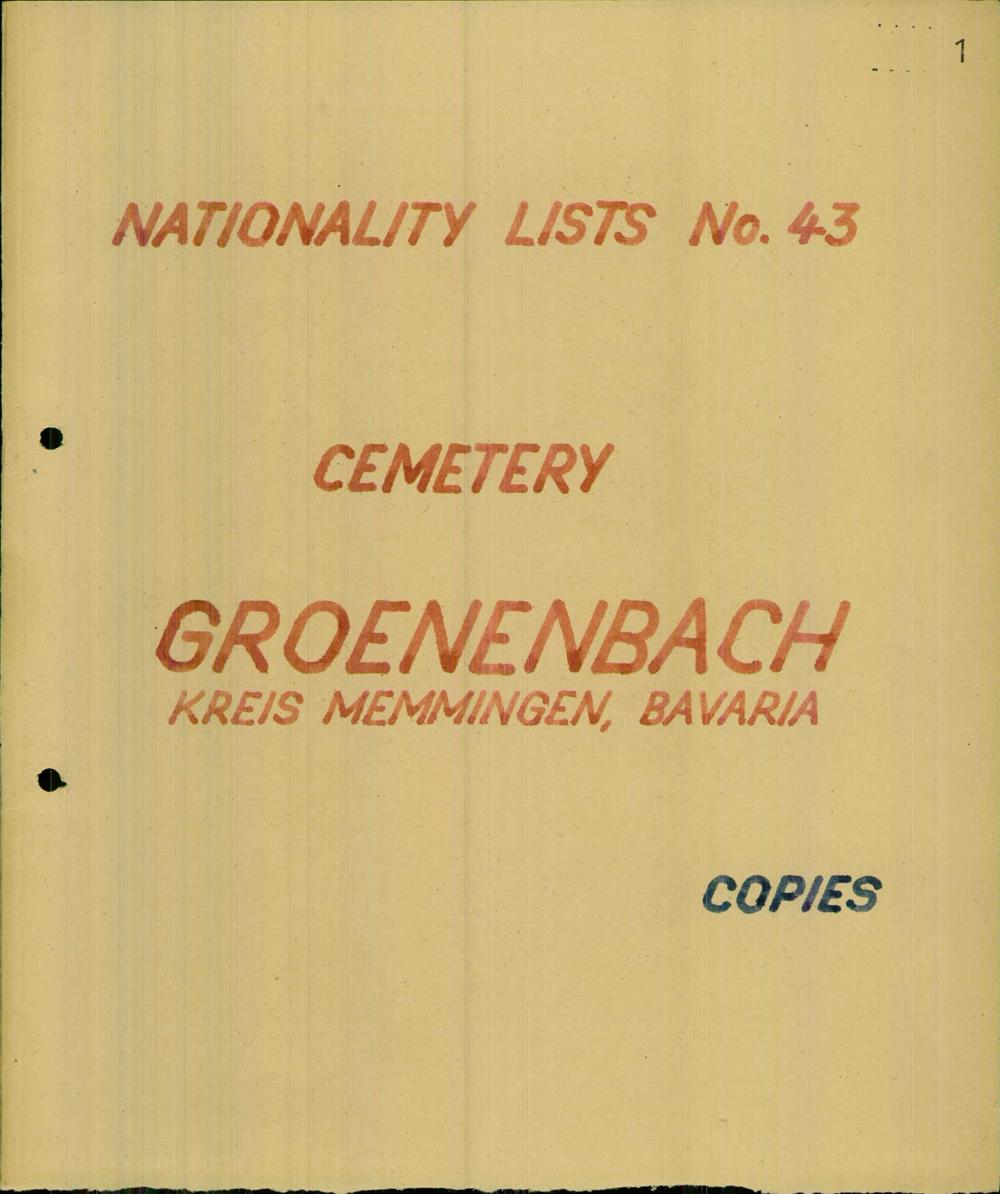 1
NATIONALITY LISTS No. 43
CEMETERY
GROENENBACH
KREIS MEMMINGEN, BAVARIA
COPIES